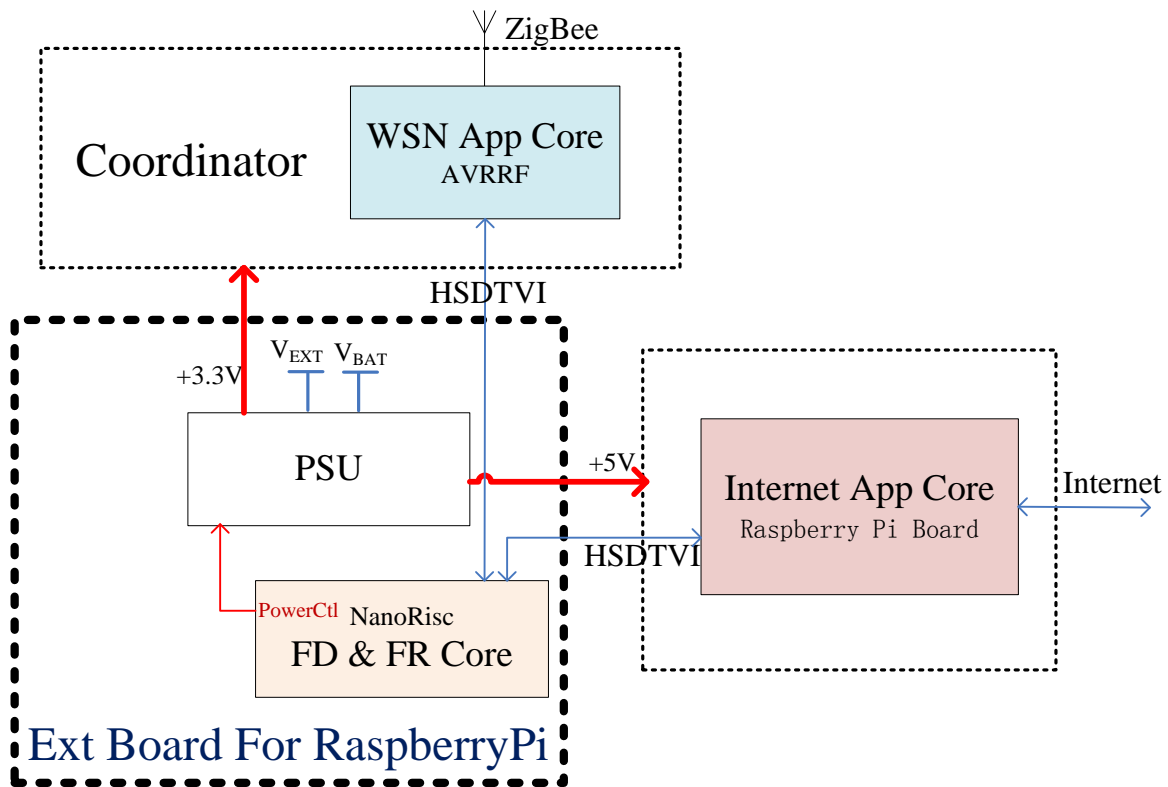 ZigBee
WSN App Core
AVRRF
Coordinator
HSDTVI
V_EXT V_BAT
+3.3V
PSU
+5V
Internet App Core
Raspberry Pi Board
Internet
HSDTVI
PowerCtl
NanoRisc
FD & FR Core
Ext Board For RaspberryPi